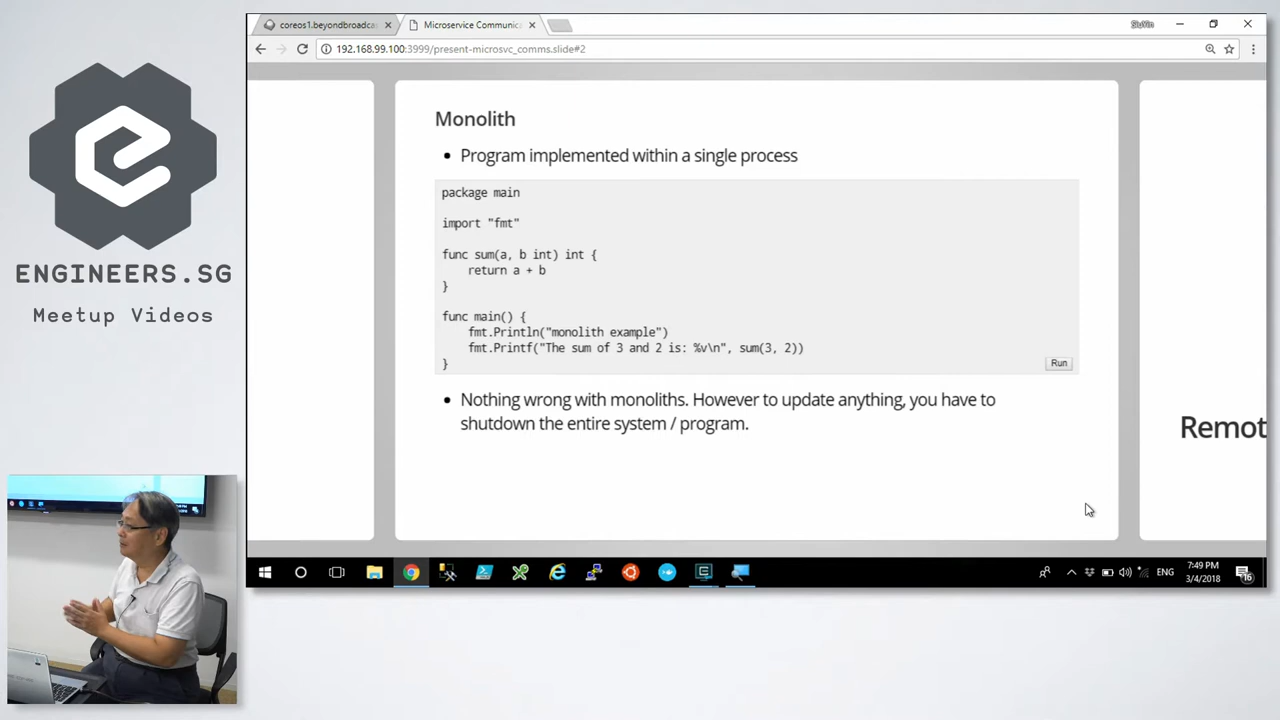 coreos1.beyondbroadca
Microservice Communica
SiuYin
192.168.99.100:3999/present-microsvc_comms.slide#2
Monolith
• Program implemented within a single process
package main
import "fmt"
func sum(a, b int) int {
return a + b
}
func main() {
fmt.Println("monolith example")
fmt.Printf("The sum of 3 and 2 is: %v\n", sum(3, 2))
}
Run
• Nothing wrong with monoliths. However to update anything, you have to
shutdown the entire system / program.
Remot
ENGINEERS.SG
Meetup Videos
ENG
7:49 PM
3/4/2018
16